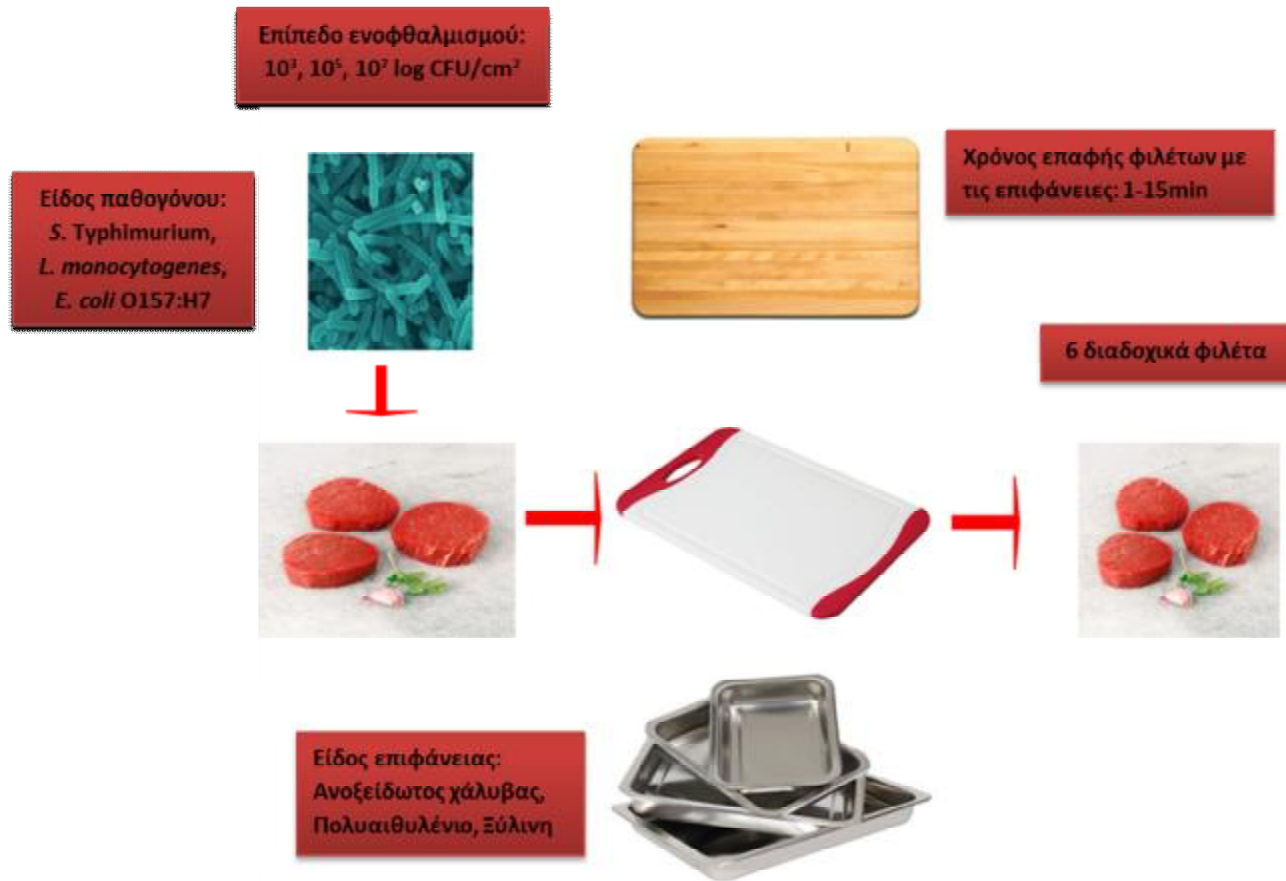 Επίπεδο ενοφθαλμισμού:
10³, 10⁵, 10⁷ log CFU/cm²
Χρόνος επαφής φιλέτων με
τις επιφάνειες: 1-15min
Είδος παθογόνου:
S. Typhimurium,
L. monocytogenes,
E. coli O157:H7
6 διαδοχικά φιλέτα
Είδος επιφάνειας:
Ανοξείδωτος χάλυβας,
Πολυαιθυλένιο, Ξύλινη